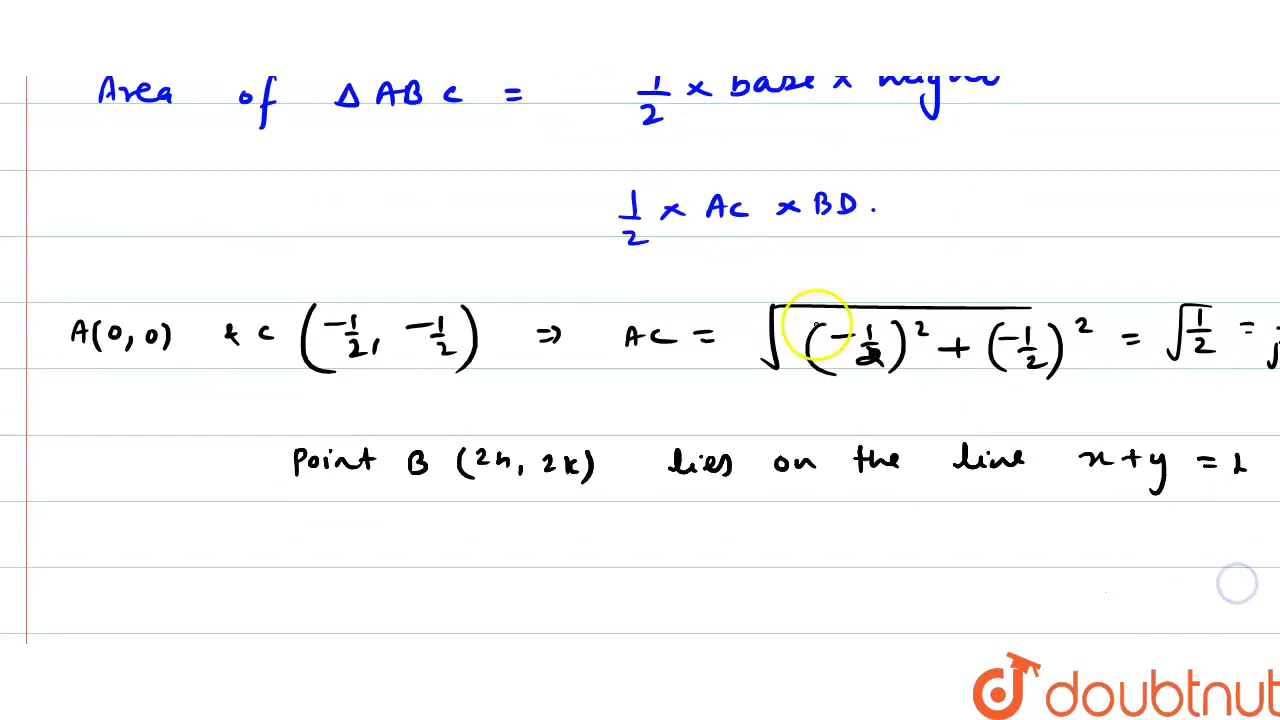 Area of Δ ABC = 1/2 × base × height
1/2 × AC × BD.
A(0, 0) & C (-1/2, -1/2) ⇒ AC = √((-1/2)² + (-1/2)²) = √(1/2) =
Point B (2h, 2k) lies on the line x + y = 1
doubtnut